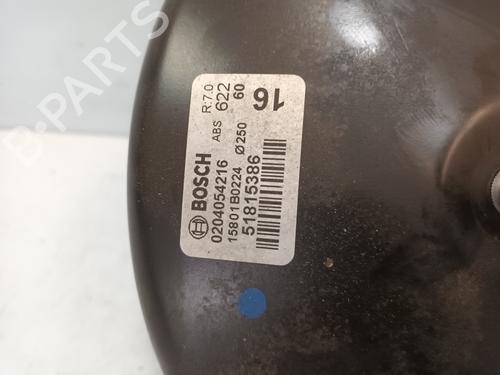 R:7.0
ABS 622 60 16
BOSCH
0204054216
15801B0224 Ø250
51815386
B-Parts